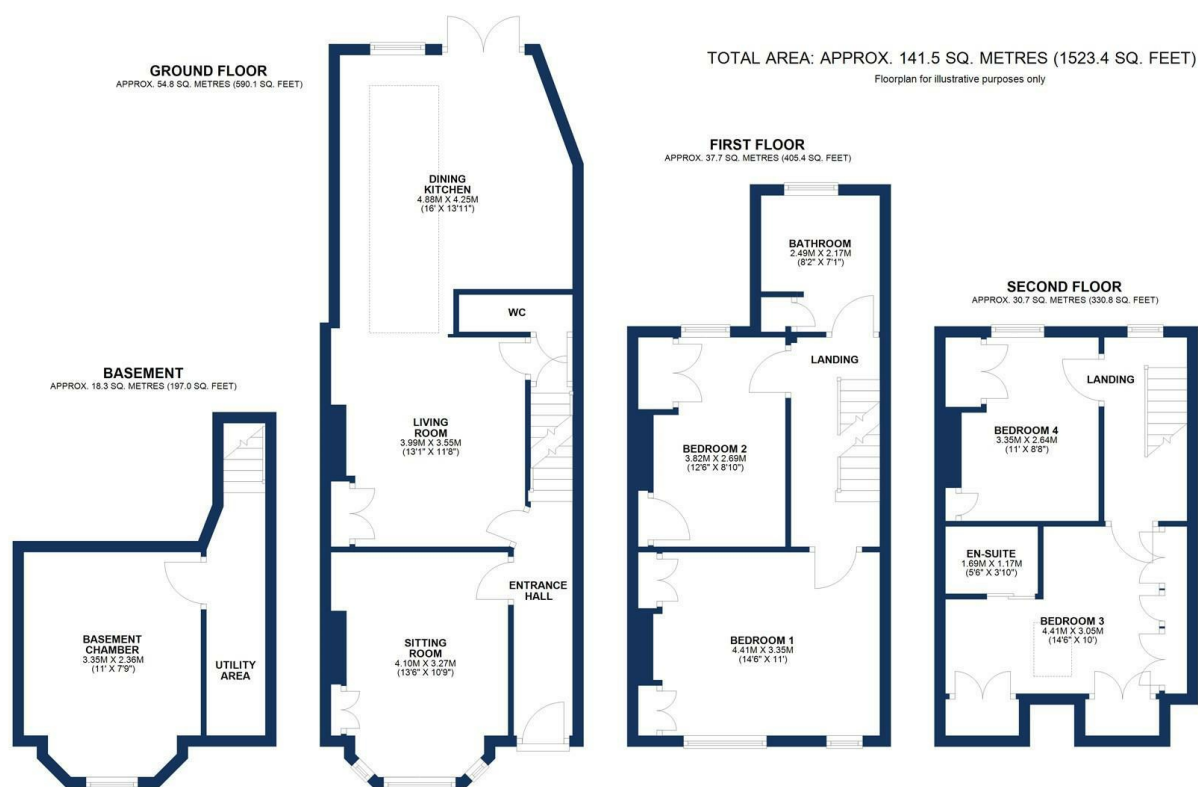 TOTAL AREA: APPROX. 141.5 SQ. METRES (1523.4 SQ. FEET)
Floorplan for illustrative purposes only
BASEMENT
APPROX. 18.3 SQ. METRES (197.0 SQ. FEET)
BASEMENT
CHAMBER
3.35M X 2.36M
(11' X 7'9")
UTILITY
AREA
GROUND FLOOR
APPROX. 54.8 SQ. METRES (590.1 SQ. FEET)
DINING
KITCHEN
4.88M X 4.25M
(16' X 13'11")
WC
LIVING
ROOM
3.99M X 3.55M
(13'1" X 11'8")
ENTRANCE
HALL
SITTING
ROOM
4.10M X 3.27M
(13'6" X 10'9")
FIRST FLOOR
APPROX. 37.7 SQ. METRES (405.4 SQ. FEET)
BATHROOM
2.49M X 2.17M
(8'2" X 7'1")
LANDING
BEDROOM 2
3.82M X 2.69M
(12'6" X 8'10")
BEDROOM 1
4.41M X 3.35M
(14'6" X 11')
SECOND FLOOR
APPROX. 30.7 SQ. METRES (330.8 SQ. FEET)
LANDING
BEDROOM 4
3.35M X 2.64M
(11' X 8'8")
EN-SUITE
1.69M X 1.17M
(5'6" X 3'10")
BEDROOM 3
4.41M X 3.05M
(14'6" X 10')